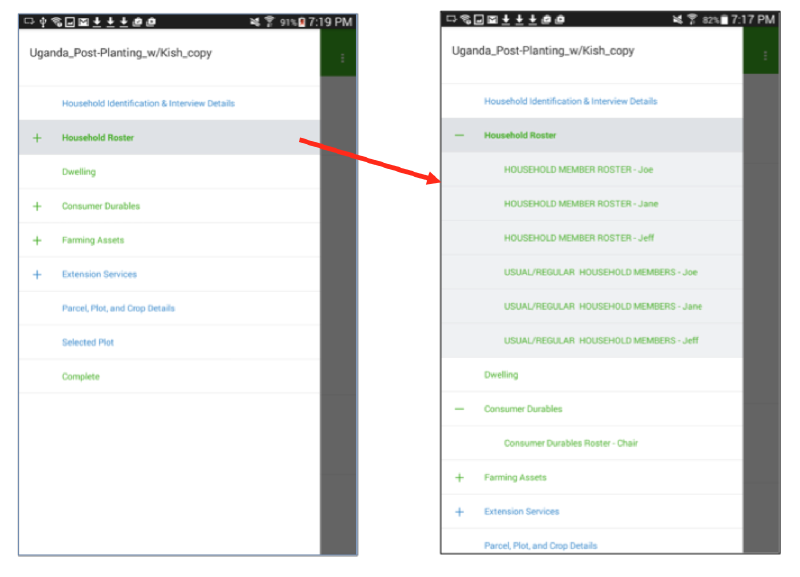 91% 7:19 PM
Uganda_Post-Planting_w/Kish_copy
Household Identification & Interview Details
+ Household Roster
Dwelling
+ Consumer Durables
+ Farming Assets
+ Extension Services
Parcel, Plot, and Crop Details
Selected Plot
Complete
82% 7:17 PM
Uganda_Post-Planting_w/Kish_copy
Household Identification & Interview Details
— Household Roster
HOUSEHOLD MEMBER ROSTER - Joe
HOUSEHOLD MEMBER ROSTER - Jane
HOUSEHOLD MEMBER ROSTER - Jeff
USUAL/REGULAR HOUSEHOLD MEMBERS - Joe
USUAL/REGULAR HOUSEHOLD MEMBERS - Jane
USUAL/REGULAR HOUSEHOLD MEMBERS - Jeff
Dwelling
— Consumer Durables
Consumer Durables Roster - Chair
+ Farming Assets
+ Extension Services
Parcel, Plot, and Crop Details